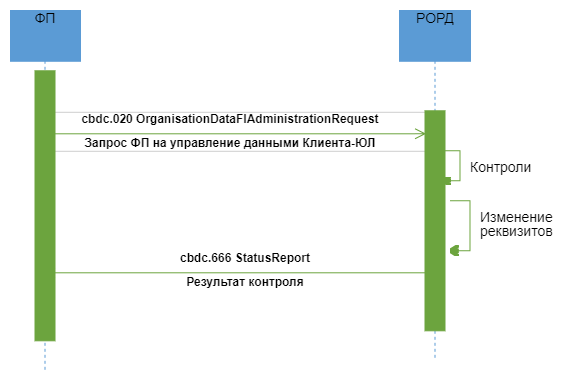 ФП
РОРД
cbdc.020 OrganisationDataFIAdministrationRequest
Запрос ФП на управление данными Клиента-ЮЛ
Контроли
Изменение
реквизитов
cbdc.666 StatusReport
Результат контроля